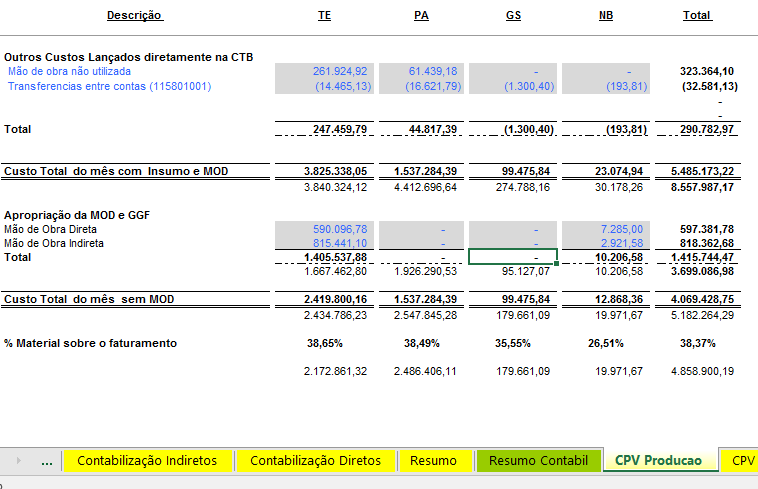 Descrição TE PA GS NB Total
Outros Custos Lançados diretamente na CTB
Mão de obra não utilizada 261.924,92 61.439,18 - - 323.364,10
Transferencias entre contas (115801001) (14.465,13) (16.621,79) (1.300,40) (193,81) (32.581,13)
-
-
Total 247.459,79 44.817,39 (1.300,40) (193,81) 290.782,97
Custo Total do mês com Insumo e MOD 3.825.338,05 1.537.284,39 99.475,84 23.074,94 5.485.173,22
3.840.324,12 4.412.696,64 274.788,16 30.178,26 8.557.987,17
Apropriação da MOD e GGF
Mão de Obra Direta 590.096,78 - - 7.285,00 597.381,78
Mão de Obra Indireta 815.441,10 - - 2.921,58 818.362,68
Total 1.405.537,88 - - 10.206,58 1.415.744,47
1.667.462,80 1.926.290,53 95.127,07 10.206,58 3.699.086,98
Custo Total do mês sem MOD 2.419.800,16 1.537.284,39 99.475,84 12.868,36 4.069.428,75
2.434.786,23 2.547.845,28 179.661,09 19.971,67 5.182.264,29
% Material sobre o faturamento 38,65% 38,49% 35,55% 26,51% 38,37%
2.172.861,32 2.486.406,11 179.661,09 19.971,67 4.858.900,19
... Contabilização Indiretos Contabilização Diretos Resumo Resumo Contabil CPV Producao CPV